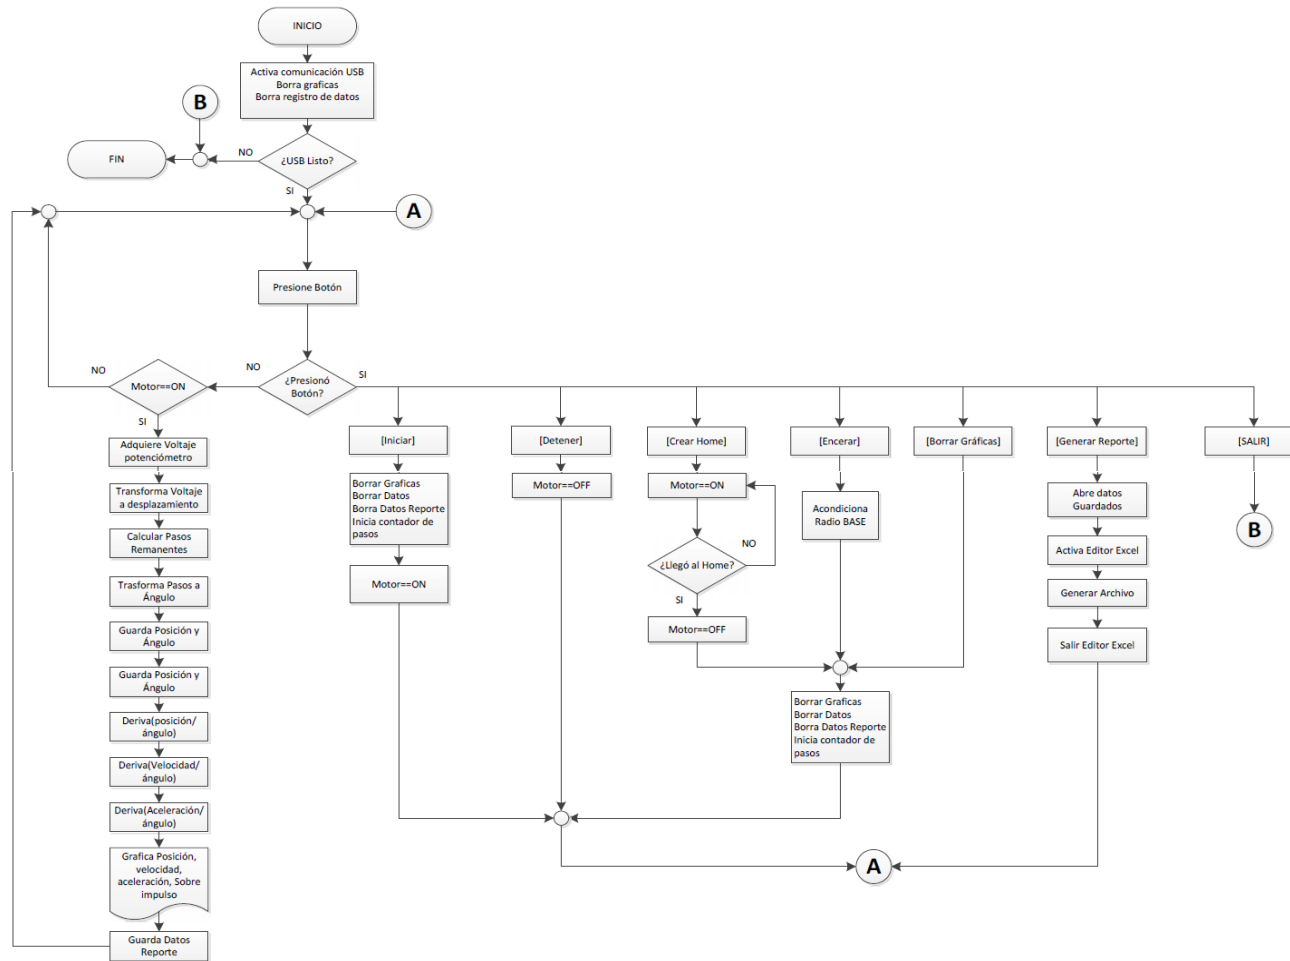 INICIO
Activa comunicación USB
Borra graficas
Borra registro de datos
B
FIN
NO
¿USB Listo?
SI
A
Presione Botón
NO
Motor==ON
NO
¿Presionó
Botón?
SI
SI
Adquiere Voltaje
potenciómetro
Transforma Voltaje
a desplazamiento
Calcular Pasos
Remanentes
Trasforma Pasos a
Ángulo
Guarda Posición y
Ángulo
Guarda Posición y
Ángulo
Deriva(posición/
ángulo)
Deriva(Velocidad/
ángulo)
Deriva(Aceleración/
ángulo)
Grafica Posición,
velocidad,
aceleración, Sobre
impulso
Guarda Datos
Reporte
[Iniciar]
Borrar Graficas
Borrar Datos
Borra Datos Reporte
Inicia contador de
pasos
Motor==ON
[Detener]
Motor==OFF
[Crear Home]
Motor==ON
NO
¿Llegó al Home?
SI
Motor==OFF
[Encerar]
Acondiciona
Radio BASE
[Borrar Gráficas]
Borrar Graficas
Borrar Datos
Borra Datos Reporte
Inicia contador de
pasos
[Generar Reporte]
Abre datos
Guardados
Activa Editor Excel
Generar Archivo
Salir Editor Excel
A
[SALIR]
B